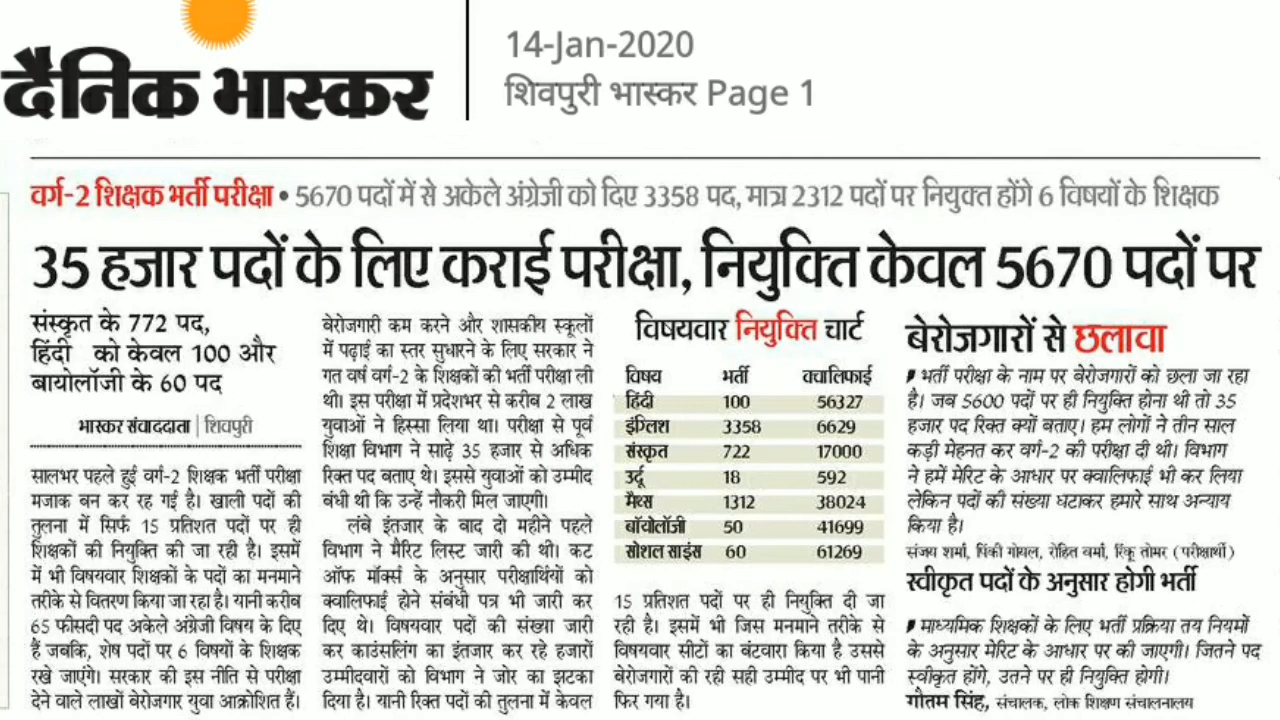 दैनिक भास्कर
14-Jan-2020
शिवपुरी भास्कर Page 1
वर्ग-2 शिक्षक भर्ती परीक्षा • 5670 पदों में से अकेले अंग्रेजी को दिए 3358 पद, मात्र 2312 पदों पर नियुक्त होंगे 6 विषयों के शिक्षक
35 हजार पदों के लिए कराई परीक्षा, नियुक्ति केवल 5670 पदों पर
संस्कृत के 772 पद,
हिंदी को केवल 100 और
बायोलॉजी के 60 पद
भास्कर संवाददाता | शिवपुरी
सालभर पहले हुई वर्ग-2 शिक्षक भर्ती परीक्षा
मजाक बन कर रह गई है। खाली पदों की
तुलना में सिर्फ 15 प्रतिशत पदों पर ही
शिक्षकों की नियुक्ति की जा रही है। इसमें
में भी विषयवार शिक्षकों के पदों का मनमाने
तरीके से वितरण किया जा रहा है। यानी करीब
65 फीसदी पद अकेले अंग्रेजी विषय के दिए
हैं जबकि, शेष पदों पर 6 विषयों के शिक्षक
रखे जाएंगे। सरकार की इस नीति से परीक्षा
देने वाले लाखों बेरोजगार युवा आक्रोशित हैं।
बेरोजगारी कम करने और शासकीय स्कूलों
में पढ़ाई का स्तर सुधारने के लिए सरकार ने
गत वर्ष वर्ग-2 के शिक्षकों की भर्ती परीक्षा ली
थी। इस परीक्षा में प्रदेशभर से करीब 2 लाख
युवाओं ने हिस्सा लिया था। परीक्षा से पूर्व
शिक्षा विभाग ने साढ़े 35 हजार से अधिक
रिक्त पद बताए थे। इससे युवाओं को उम्मीद
बंधी थी कि उन्हें नौकरी मिल जाएगी।
लंबे इंतजार के बाद दो महीने पहले
विभाग ने मैरिट लिस्ट जारी की थी। कट
ऑफ मॉर्क्स के अनुसार परीक्षार्थियों को
क्वालिफाई होने संबंधी पत्र भी जारी कर
दिए थे। विषयवार पदों की संख्या जारी
कर काउंसलिंग का इंतजार कर रहे हजारों
उम्मीदवारों को विभाग ने जोर का झटका
दिया है। यानी रिक्त पदों की तुलना में केवल
विषयवार नियुक्ति चार्ट
विषय भर्ती क्वालिफाई
हिंदी 100 56327
इंग्लिश 3358 6629
संस्कृत 722 17000
उर्दू 18 592
मैथ्स 1312 38024
बॉयोलॉजी 50 41699
सोशल साइंस 60 61269
15 प्रतिशत पदों पर ही नियुक्ति दी जा
रही है। इसमें भी जिस मनमाने तरीके से
विषयवार सीटों का बंटवारा किया है उससे
बेरोजगारों की रही सही उम्मीद पर भी पानी
फिर गया है।
बेरोजगारों से छलावा
भर्ती परीक्षा के नाम पर बेरोजगारों को छला जा रहा
है। जब 5600 पदों पर ही नियुक्ति होना थी तो 35
हजार पद रिक्त क्यों बताए। हम लोगों ने तीन साल
कड़ी मेहनत कर वर्ग-2 की परीक्षा दी थी। विभाग
ने हमें मेरिट के आधार पर क्वालिफाई भी कर लिया
लेकिन पदों की संख्या घटाकर हमारे साथ अन्याय
किया है।
संजय शर्मा, पिंकी गोयल, रोहित वर्मा, रिंकू तोमर (परीक्षार्थी)
स्वीकृत पदों के अनुसार होगी भर्ती
माध्यमिक शिक्षकों के लिए भर्ती प्रक्रिया तय नियमों
के अनुसार मेरिट के आधार पर की जाएगी। जितने पद
स्वीकृत होंगे, उतने पर ही नियुक्ति होगी।
गौतम सिंह, संचालक, लोक शिक्षण संचालनालय